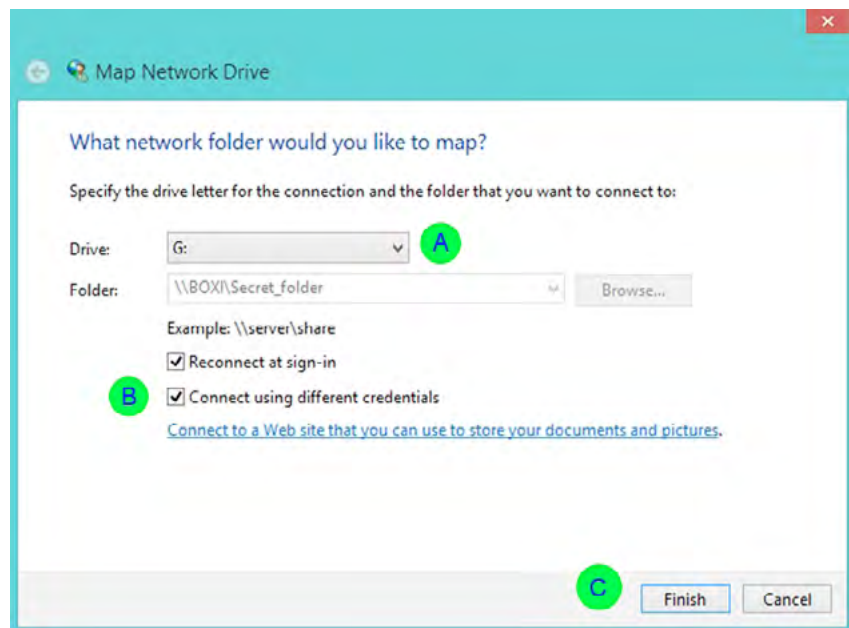 Map Network Drive
What network folder would you like to map?
Specify the drive letter for the connection and the folder that you want to connect to:
Drive: G: A
Folder: \\BOXI\Secret_folder Browse...
Example: \\server\share
Reconnect at sign-in
B Connect using different credentials
Connect to a Web site that you can use to store your documents and pictures.
C Finish Cancel